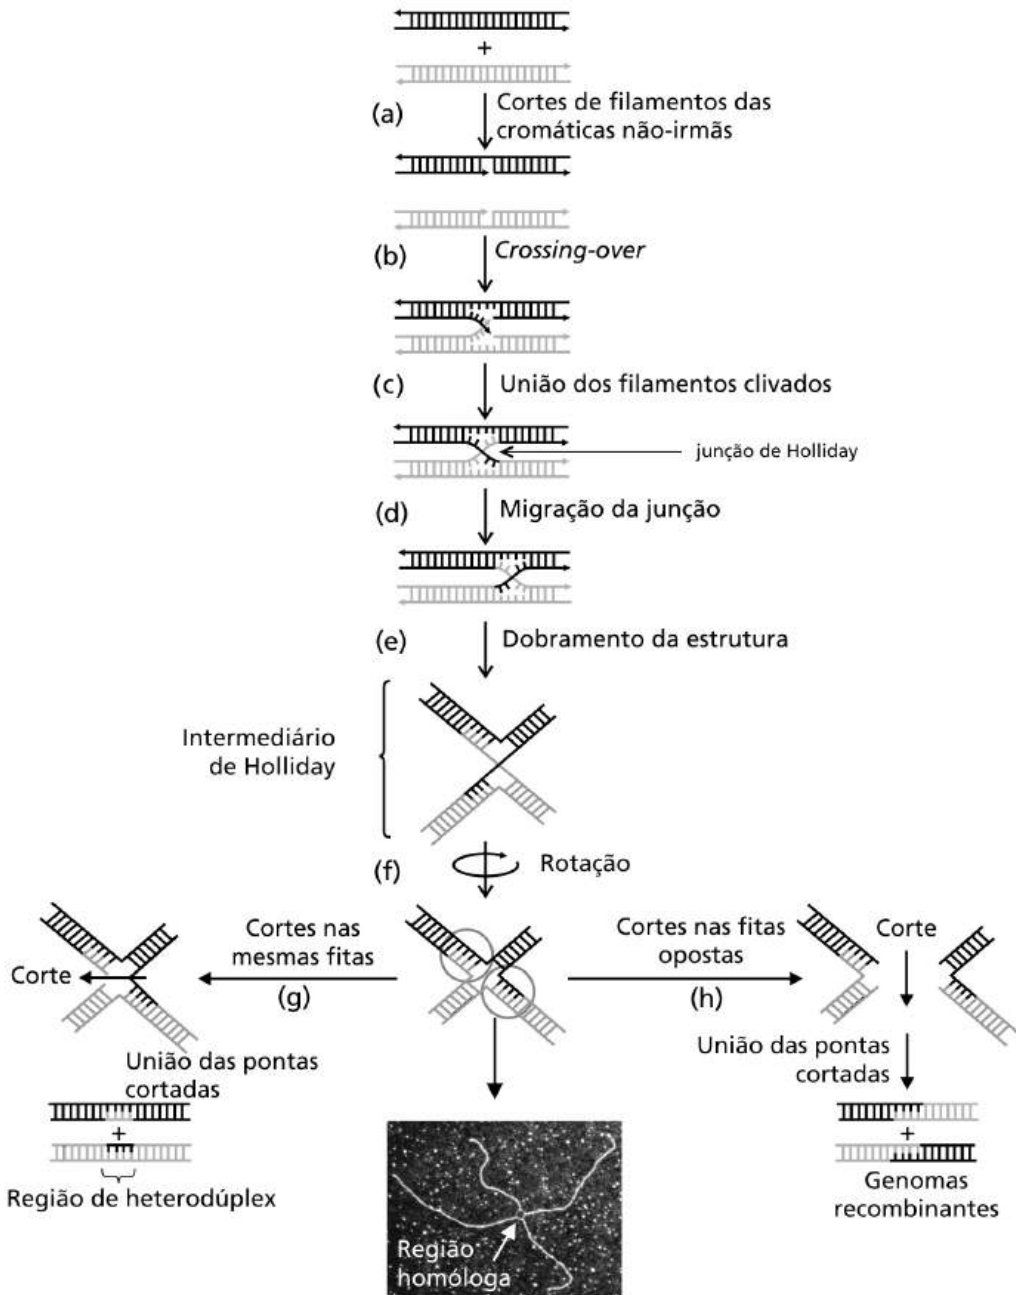 +
(a)
Cortes de filamentos das
cromáticas não-irmãs
(b)
Crossing-over
(c)
União dos filamentos clivados
junção de Holliday
(d)
Migração da junção
(e)
Dobramento da estrutura
Intermediário
de Holliday
(f)
Rotação
Corte
Cortes nas
mesmas fitas
(g)
Cortes nas fitas
opostas
(h)
Corte
União das pontas
cortadas
+
Região de heterodúplex
Região
homóloga
União das pontas
cortadas
+
Genomas
recombinantes